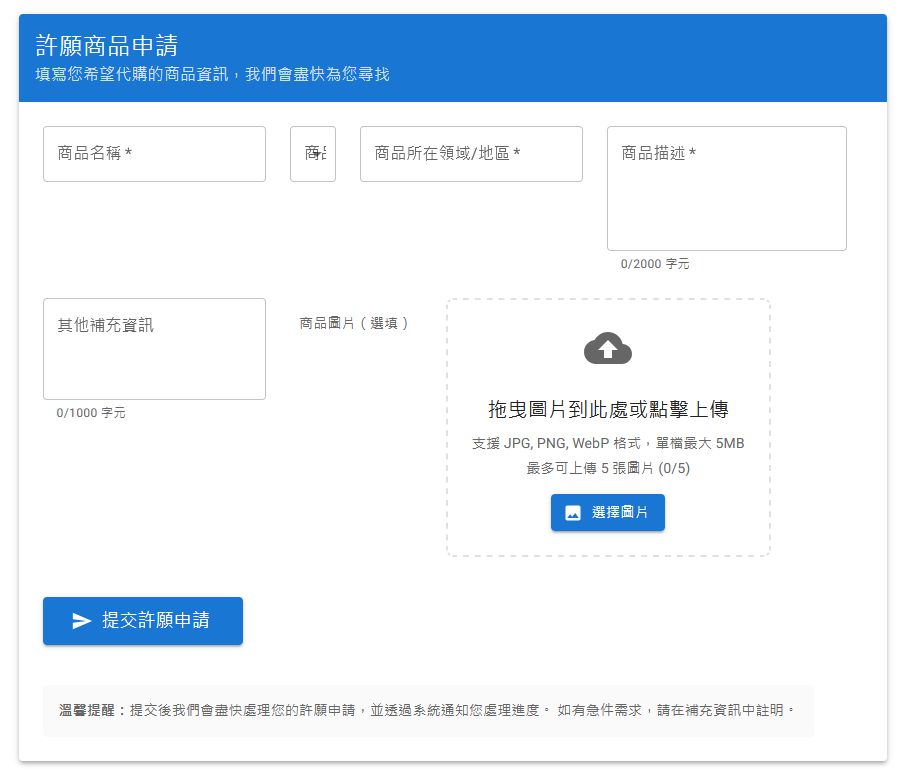 許願商品申請
填寫您希望代購的商品資訊，我們會盡快為您尋找
商品名稱 *
商品所在領域/地區 *
商品描述 *
0/2000 字元
其他補充資訊
0/1000 字元
商品圖片（選填）
拖曳圖片到此處或點擊上傳
支援 JPG, PNG, WebP 格式，單檔最大 5MB
最多可上傳 5 張圖片 (0/5)
選擇圖片
提交許願申請
溫馨提醒：提交後我們會盡快處理您的許願申請，並透過系統通知您處理進度。 如有急件需求，請在補充資訊中註明。